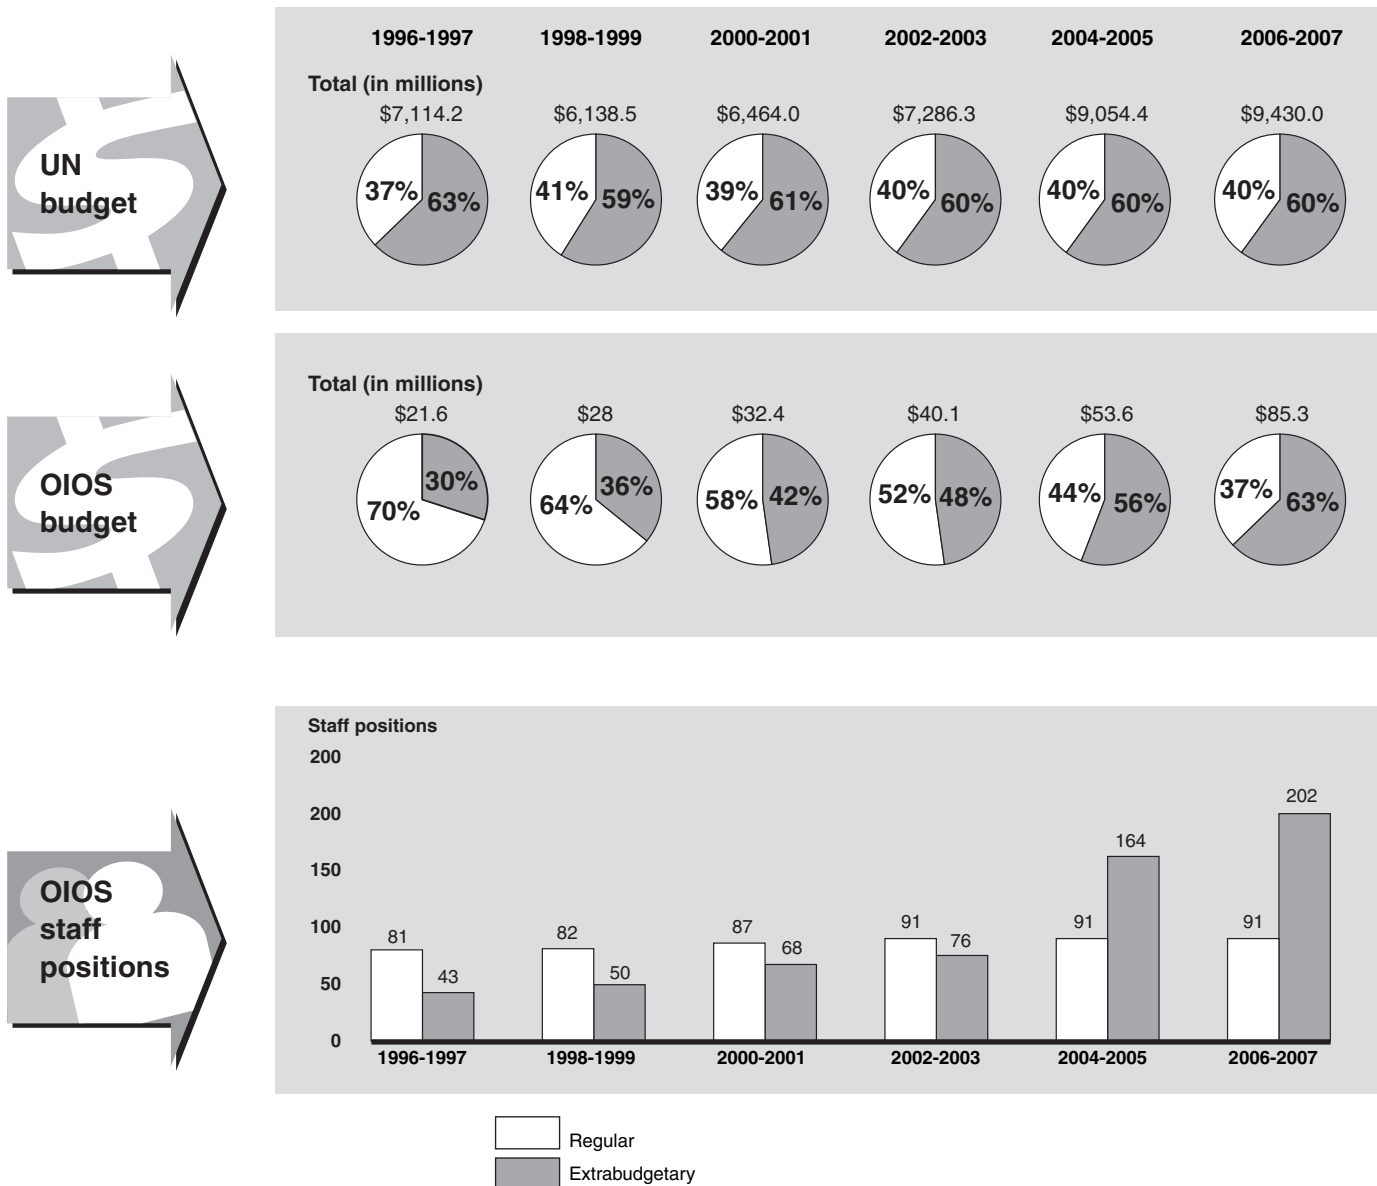 1996-1997 1998-1999 2000-2001 2002-2003 2004-2005 2006-2007
Total (in millions)
$7,114.2 $6,138.5 $6,464.0 $7,286.3 $9,054.4 $9,430.0
UN
budget
37% 63% 41% 59% 39% 61% 40% 60% 40% 60% 40% 60%
Total (in millions)
$21.6 $28 $32.4 $40.1 $53.6 $85.3
OIOS
budget
70% 30% 64% 36% 58% 42% 52% 48% 44% 56% 37% 63%
Staff positions
200
200
150
100
50
0
OIOS
staff
positions
81 43 82 50 87 68 91 76 91 164 91 202
1996-1997 1998-1999 2000-2001 2002-2003 2004-2005 2006-2007
Regular
Extrabudgetary